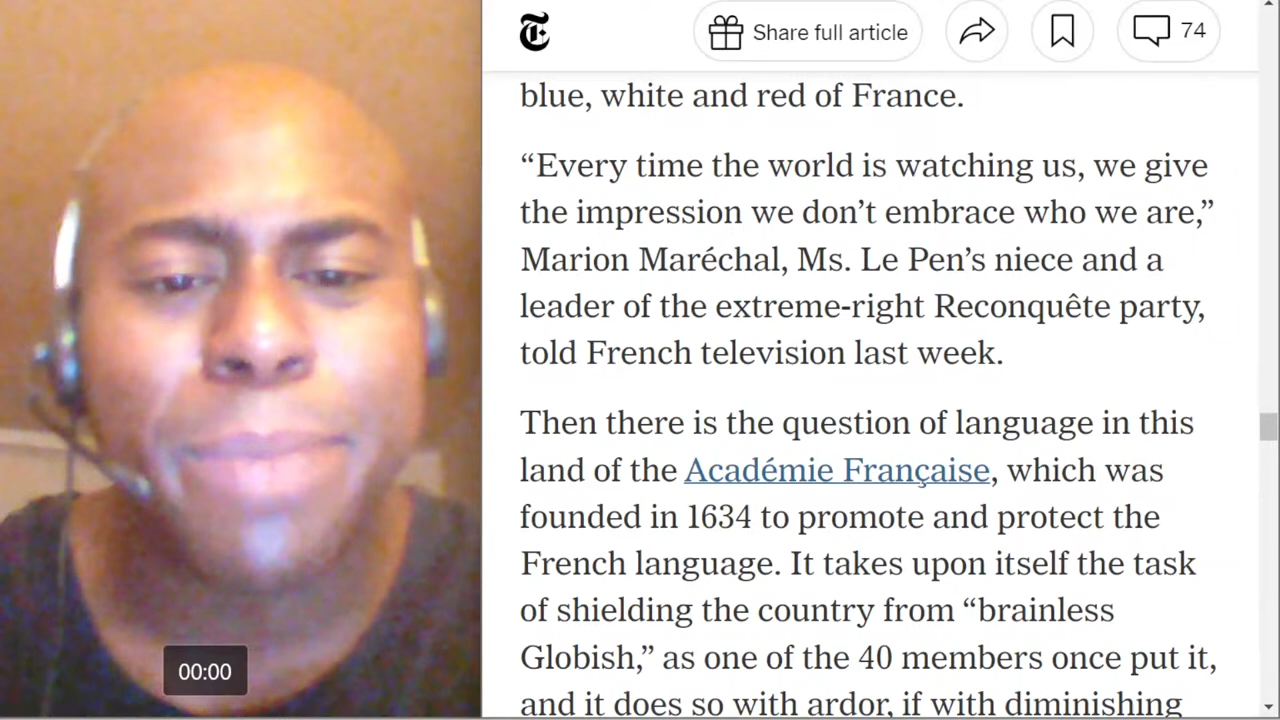 Share full article
74
blue, white and red of France.
“Every time the world is watching us, we give
the impression we don’t embrace who we are,”
Marion Maréchal, Ms. Le Pen’s niece and a
leader of the extreme-right Reconquête party,
told French television last week.
Then there is the question of language in this
land of the Académie Française, which was
founded in 1634 to promote and protect the
French language. It takes upon itself the task
of shielding the country from “brainless
Globish,” as one of the 40 members once put it,
and it does so with ardor, if with diminishing
00:00